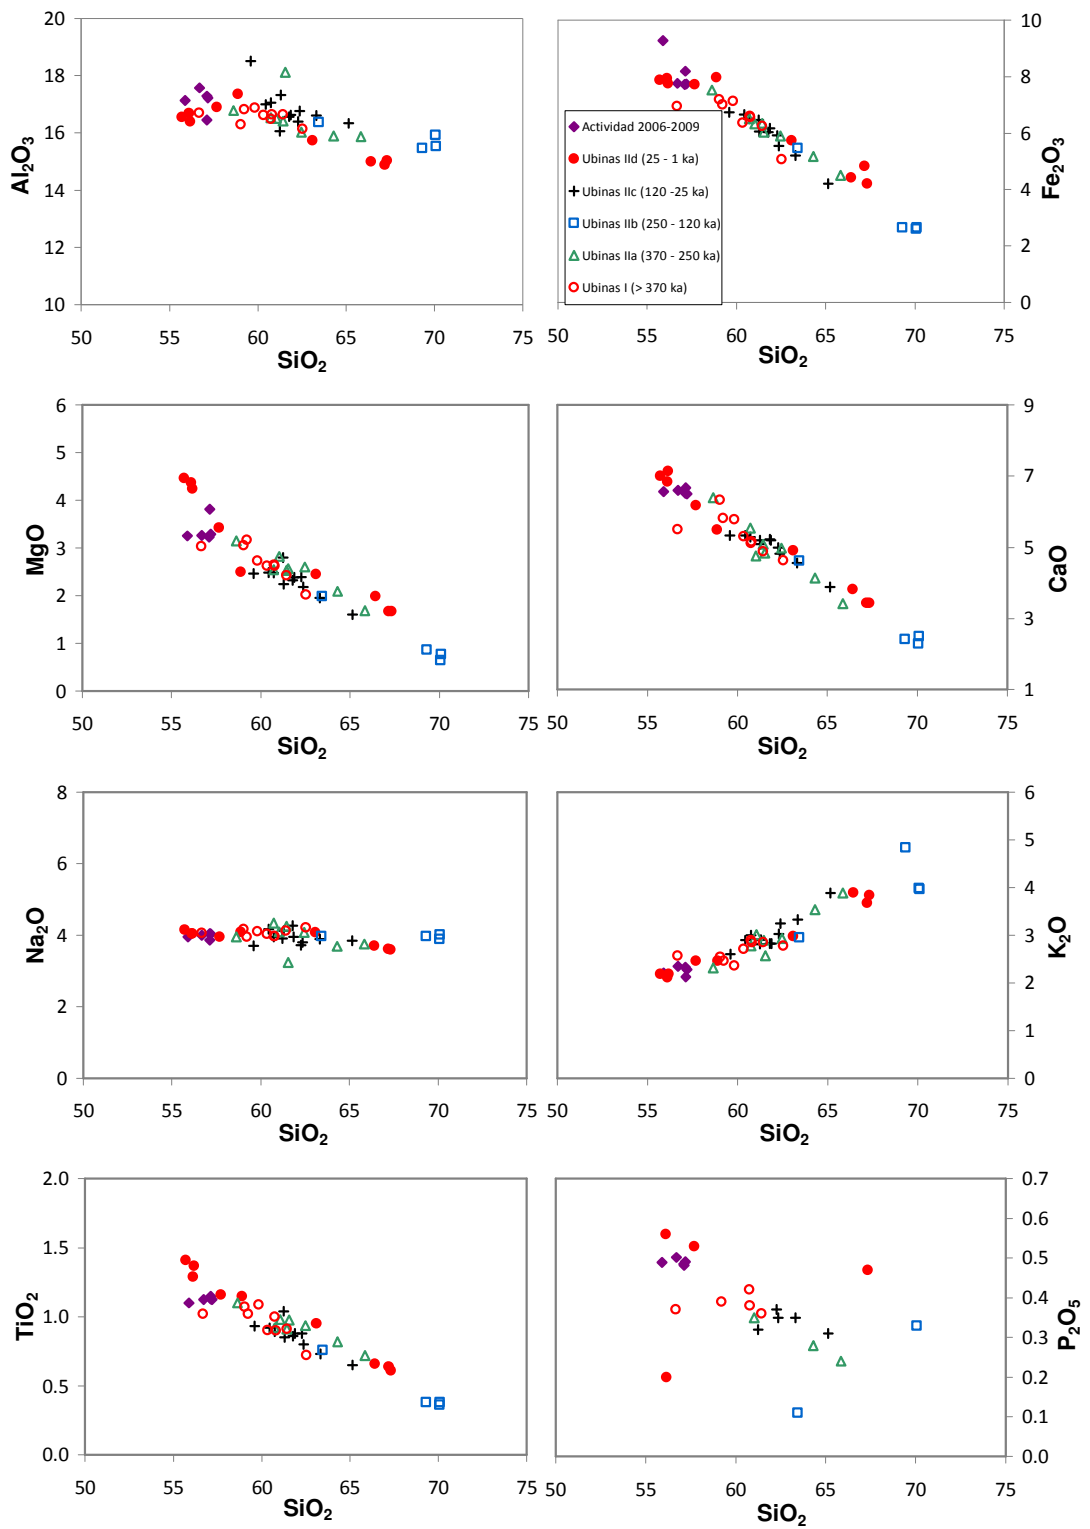 20
18
16
14
12
10
Al₂O₃
50 55 60 65 70 75
SiO₂
10
8
6
4
2
0
Fe₂O₃
Actividad 2006-2009
Ubinas IId (25 - 1 ka)
Ubinas IIc (120 -25 ka)
Ubinas IIb (250 - 120 ka)
Ubinas IIa (370 - 250 ka)
Ubinas I (> 370 ka)
50 55 60 65 70 75
SiO₂
6
5
4
3
2
1
0
MgO
50 55 60 65 70 75
SiO₂
9
7
5
3
1
CaO
50 55 60 65 70 75
SiO₂
8
6
4
2
0
Na₂O
50 55 60 65 70 75
SiO₂
6
5
4
3
2
1
0
K₂O
50 55 60 65 70 75
SiO₂
2.0
1.5
1.0
0.5
0.0
TiO₂
50 55 60 65 70 75
SiO₂
0.7
0.6
0.5
0.4
0.3
0.2
0.1
0.0
P₂O₅
50 55 60 65 70 75
SiO₂